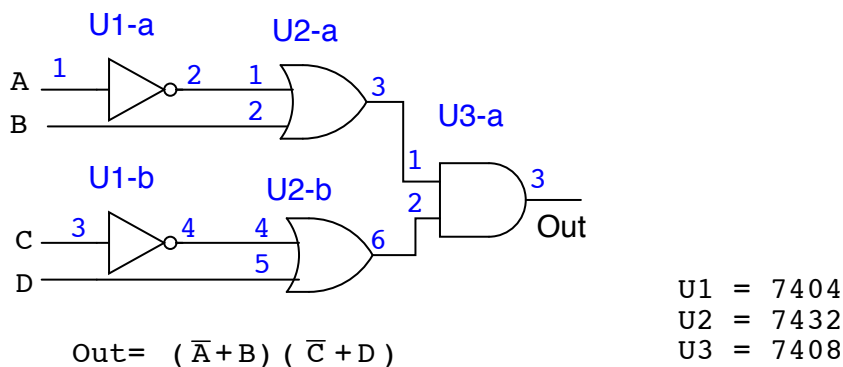 U1-a
U2-a
A 1 2 1 3
B 2
U3-a
1
3
U1-b
U2-b
2
Out
C 3 4 4 6
D 5
U1 = 7404
U2 = 7432
U3 = 7408
Out= (A̅+B)(C̅+D)